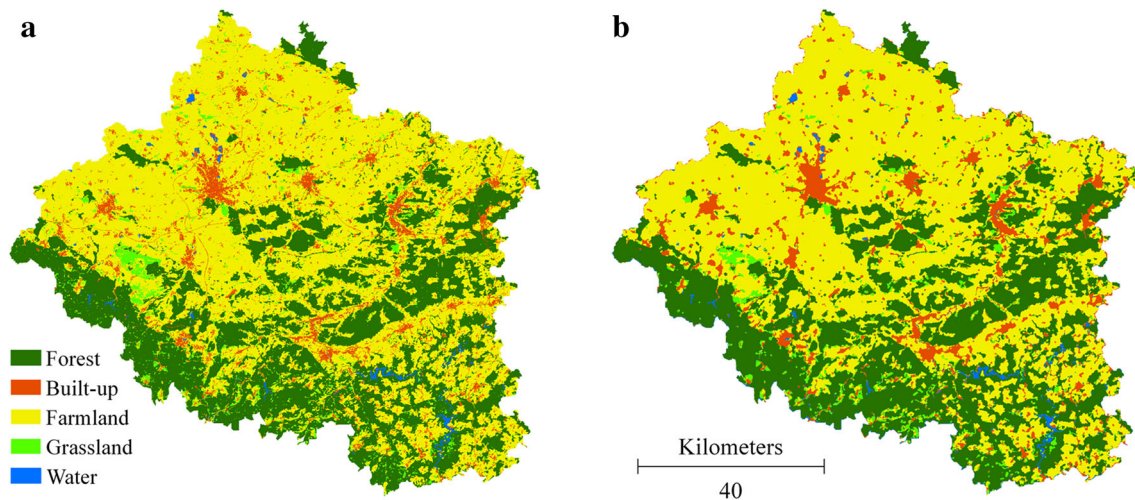 a
b
Forest
Built-up
Farmland
Grassland
Water
Kilometers
40